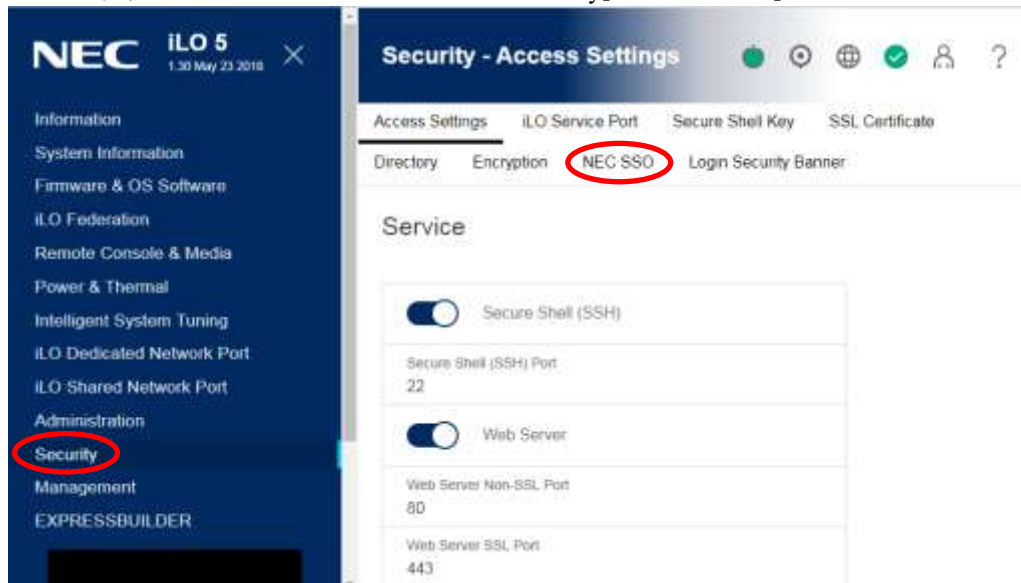 NEC iLO 5
1.30 May 23 2018
Information
System Information
Firmware & OS Software
iLO Federation
Remote Console & Media
Power & Thermal
Intelligent System Tuning
iLO Dedicated Network Port
iLO Shared Network Port
Administration
Security
Management
EXPRESSBUILDER
Security - Access Settings
?
Access Settings iLO Service Port Secure Shell Key SSL Certificate
Directory Encryption NEC SSO Login Security Banner
Service
Secure Shell (SSH)
Secure Shell (SSH) Port
22
Web Server
Web Server Non-SSL Port
80
Web Server SSL Port
443